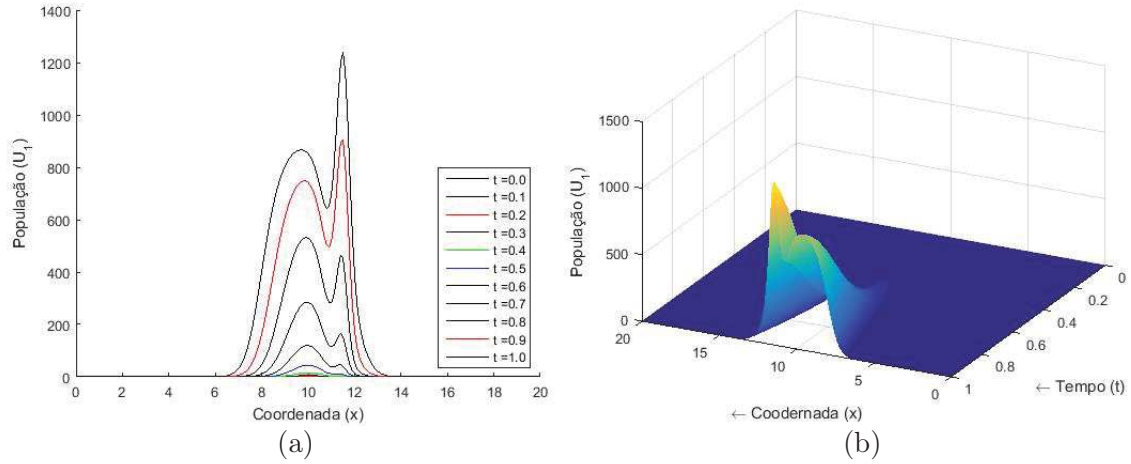 1400
1200
1000
800
600
400
200
0
População (U₁)
0 2 4 6 8 10 12 14 16 18 20
Coordenada (x)
t =0.0
t =0.1
t =0.2
t =0.3
t =0.4
t =0.5
t =0.6
t =0.7
t =0.8
t =0.9
t =1.0
(a)
1500
1000
500
0
População (U₁)
20 15 10 5 0
← Coodernada (x)
0
0.2
0.4
0.6
0.8
1
← Tempo (t)
(b)